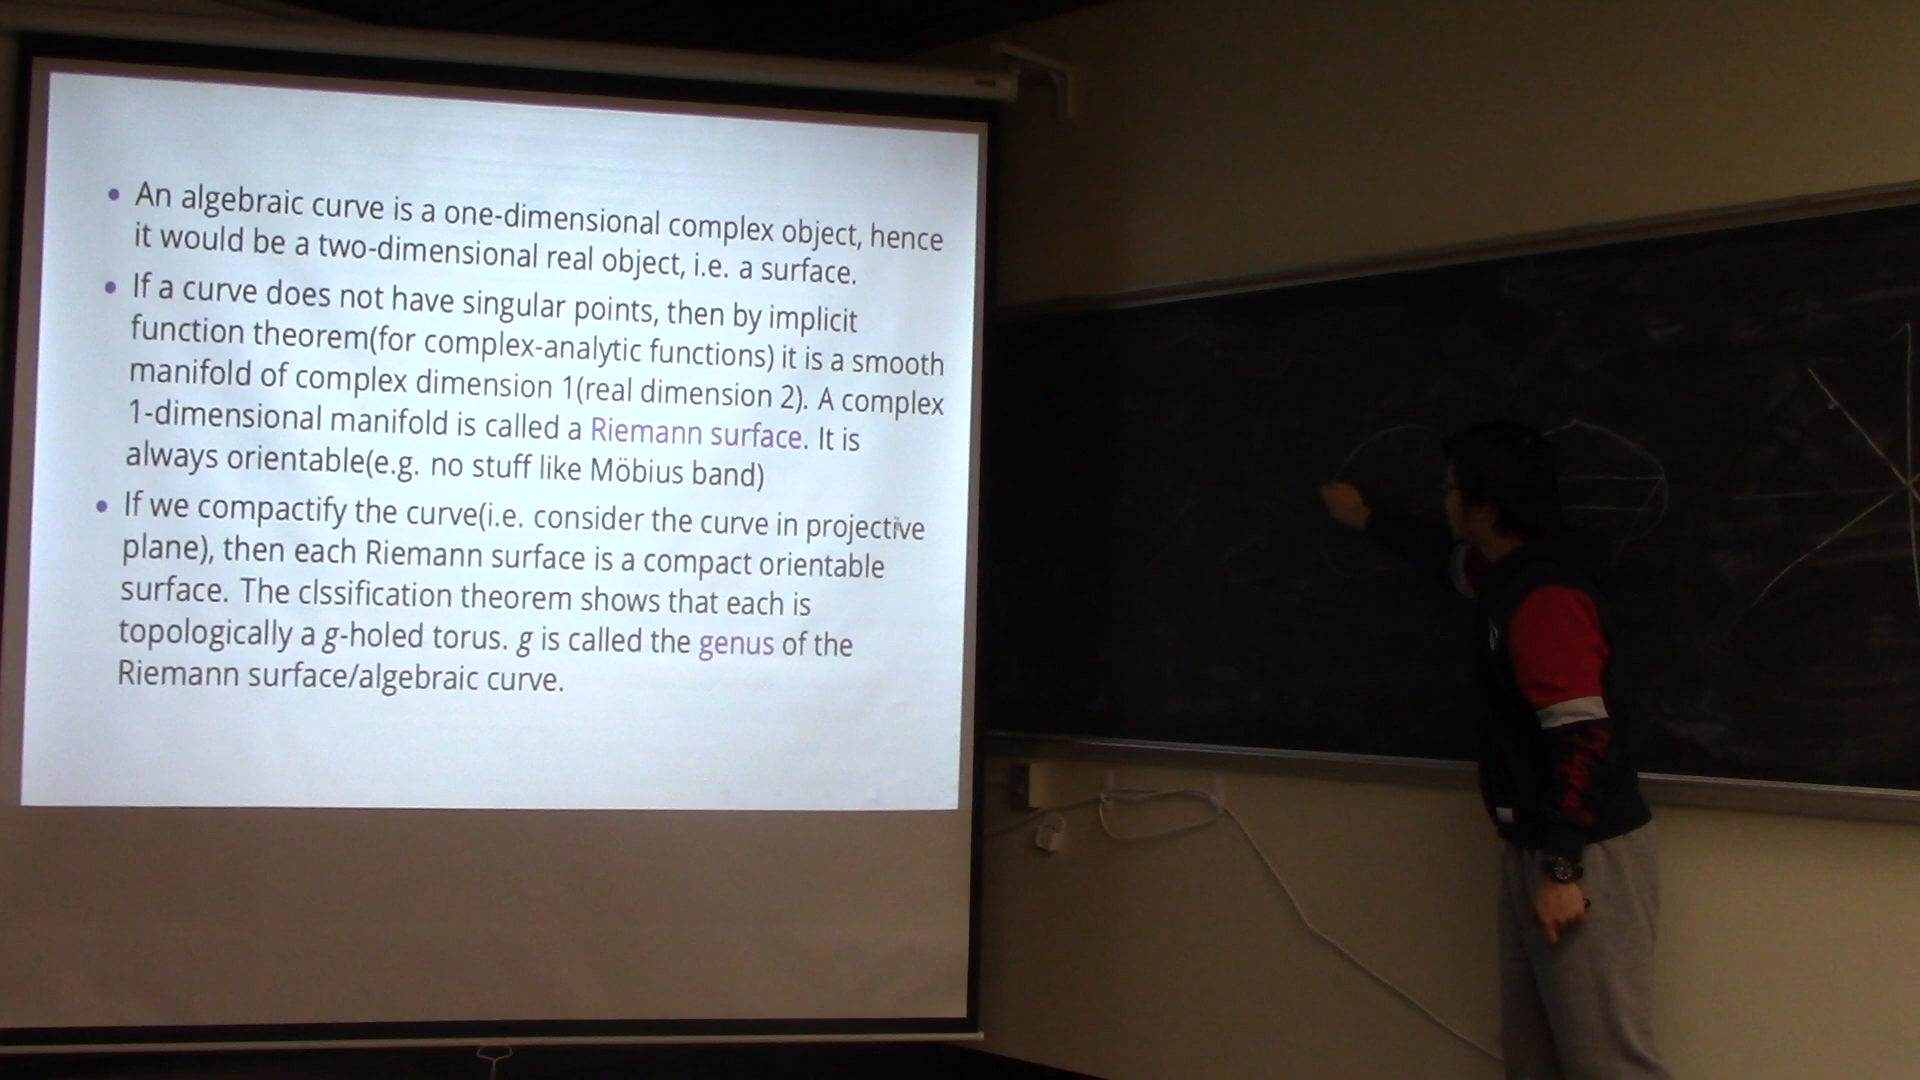 An algebraic curve is a one-dimensional complex object, hence
it would be a two-dimensional real object, i.e. a surface.
If a curve does not have singular points, then by implicit
function theorem(for complex-analytic functions) it is a smooth
manifold of complex dimension 1(real dimension 2). A complex
1-dimensional manifold is called a Riemann surface. It is
always orientable(e.g. no stuff like Möbius band)
If we compactify the curve(i.e. consider the curve in projective
plane), then each Riemann surface is a compact orientable
surface. The clssification theorem shows that each is
topologically a g-holed torus. g is called the genus of the
Riemann surface/algebraic curve.